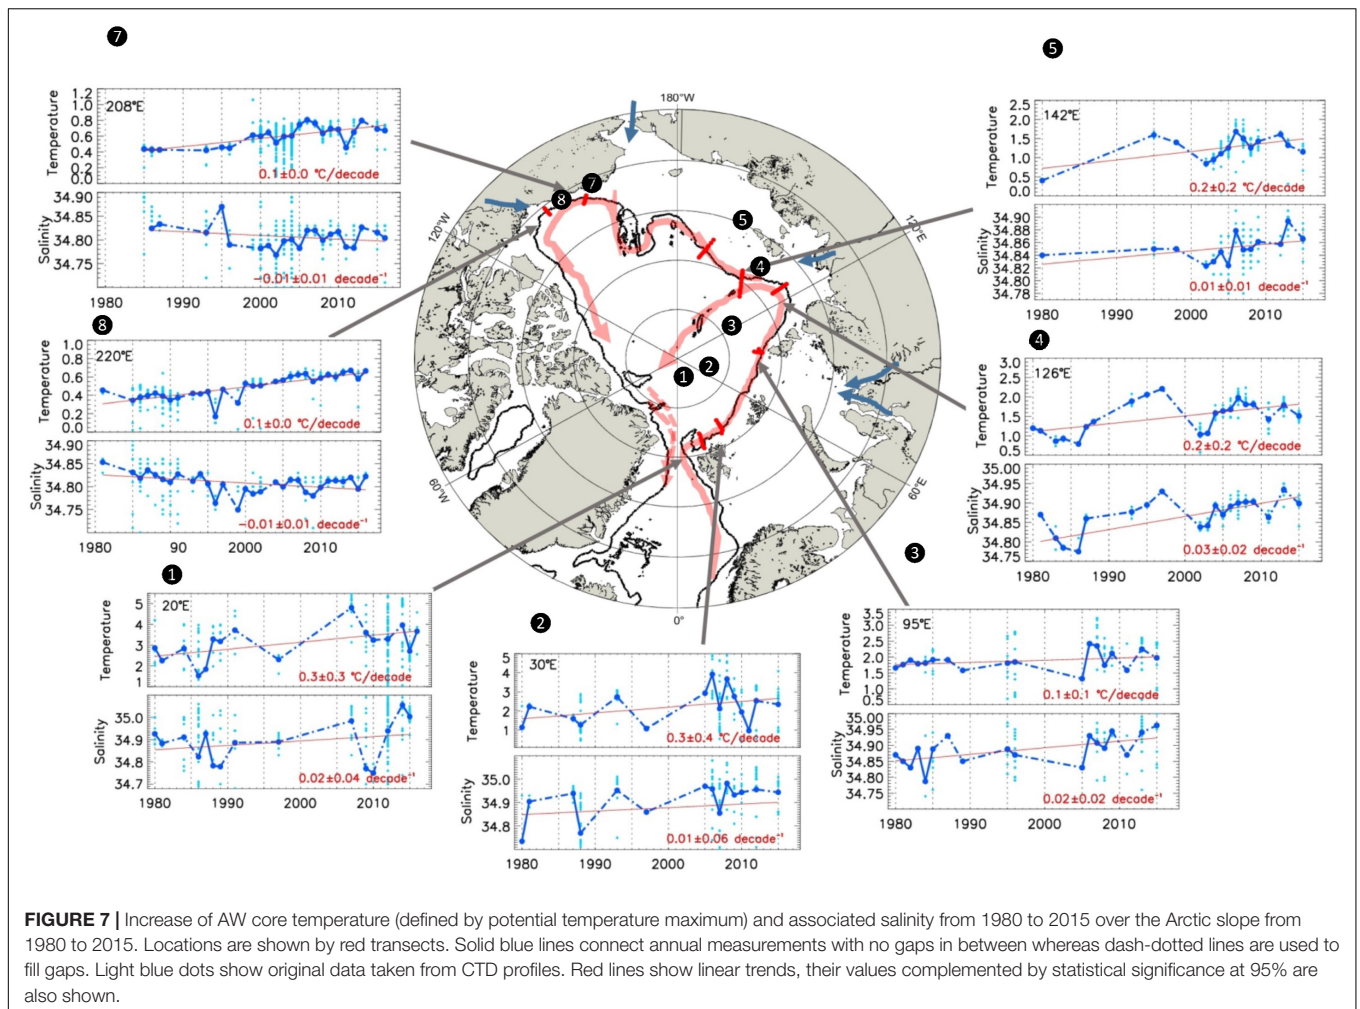 7
Temperature
1.2
1.0
0.8
0.6
0.4
0.2
0.0
208°E
0.1±0.0 °C/decade
Salinity
34.90
34.85
34.80
34.75
−0.01±0.01 decade⁻¹
1980 1990 2000 2010
8
Temperature
1.0
0.8
0.6
0.4
0.2
0.0
220°E
0.1±0.0 °C/decade
Salinity
34.90
34.85
34.80
34.75
34.70
−0.01±0.01 decade⁻¹
1980 90 2000 2010
1
Temperature
5
4
3
2
1
20°E
0.3±0.3 °C/decade
Salinity
35.0
34.9
34.8
34.7
0.02±0.04 decade⁻¹
1980 1990 2000 2010
180°W
120°W
120°E
60°W
60°E
0°
8
7
5
4
3
2
1
2
Temperature
5
4
3
2
1
30°E
0.3±0.4 °C/decade
Salinity
35.0
34.9
34.8
0.01±0.06 decade⁻¹
1980 1990 2000 2010
5
Temperature
2.5
2.0
1.5
1.0
0.5
0.0
142°E
0.2±0.2 °C/decade
Salinity
34.90
34.88
34.86
34.84
34.82
34.80
34.78
0.01±0.01 decade⁻¹
1980 1990 2002 2012
4
Temperature
3.0
2.5
2.0
1.5
1.0
0.5
126°E
0.2±0.2 °C/decade
Salinity
35.00
34.95
34.90
34.85
34.80
34.75
0.03±0.02 decade⁻¹
1980 1990 2000 2010
3
Temperature
3.5
3.0
2.5
2.0
1.5
1.0
0.5
95°E
0.1±0.1 °C/decade
Salinity
35.00
34.95
34.90
34.85
34.80
34.75
0.02±0.02 decade⁻¹
1980 1990 2000 2010
FIGURE 7 | Increase of AW core temperature (defined by potential temperature maximum) and associated salinity from 1980 to 2015 over the Arctic slope from
1980 to 2015. Locations are shown by red transects. Solid blue lines connect annual measurements with no gaps in between whereas dash-dotted lines are used to
fill gaps. Light blue dots show original data taken from CTD profiles. Red lines show linear trends, their values complemented by statistical significance at 95% are
also shown.